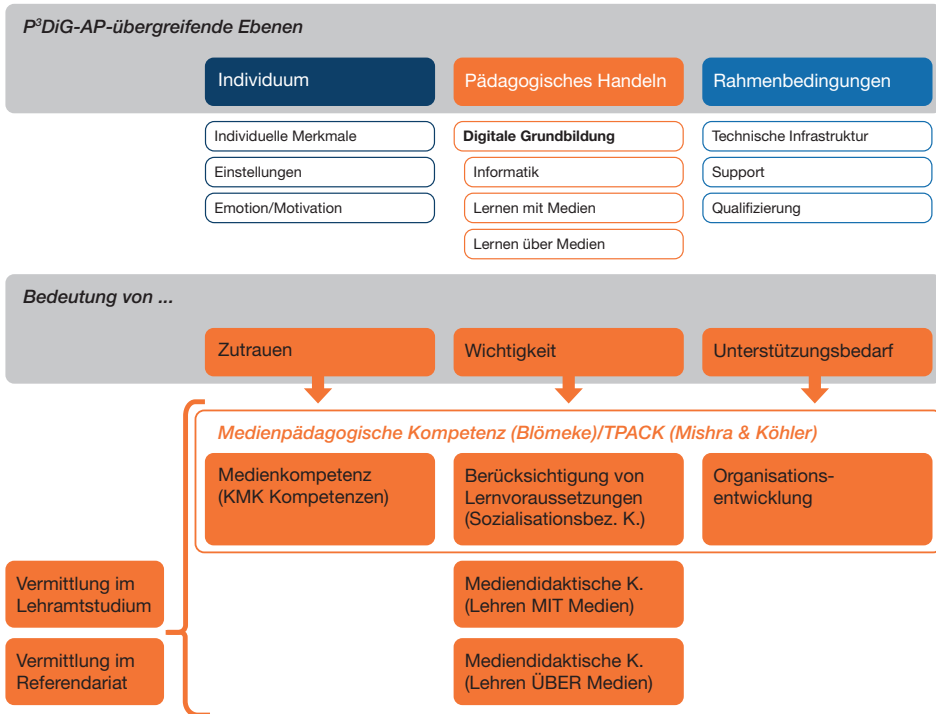 P³DiG-AP-übergreifende Ebenen
Individuum
Pädagogisches Handeln
Rahmenbedingungen
Individuelle Merkmale
Digitale Grundbildung
Technische Infrastruktur
Einstellungen
Informatik
Support
Emotion/Motivation
Lernen mit Medien
Qualifizierung
Lernen über Medien
Bedeutung von ...
Zutrauen
Wichtigkeit
Unterstützungsbedarf
Medienpädagogische Kompetenz (Blömeke)/TPACK (Mishra & Köhler)
Medienkompetenz
(KMK Kompetenzen)
Berücksichtigung von
Lernvoraussetzungen
(Sozialisationsbez. K.)
Organisations-
entwicklung
Vermittlung im
Lehramtstudium
Mediendidaktische K.
(Lehren MIT Medien)
Vermittlung im
Referendariat
Mediendidaktische K.
(Lehren ÜBER Medien)